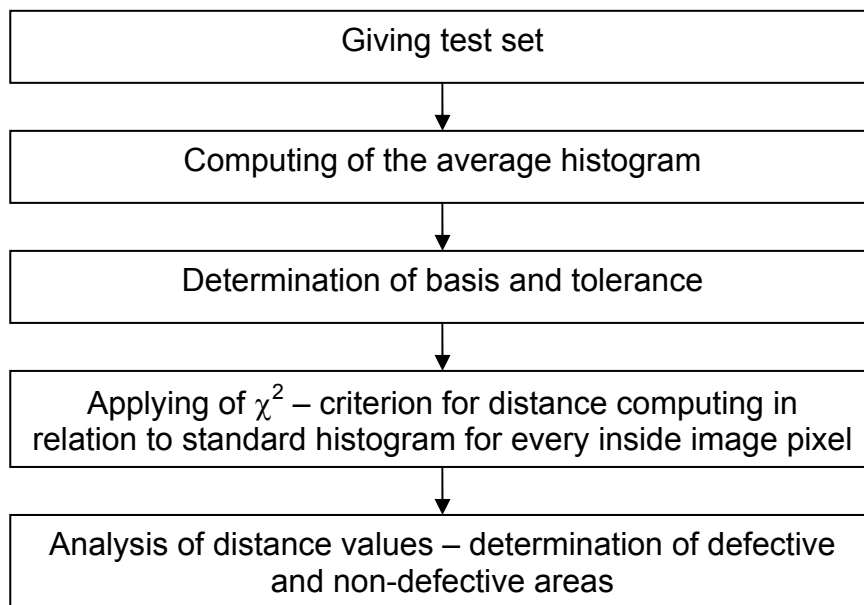 Giving test set
Computing of the average histogram
Determination of basis and tolerance
Applying of χ² – criterion for distance computing in
relation to standard histogram for every inside image pixel
Analysis of distance values – determination of defective
and non-defective areas